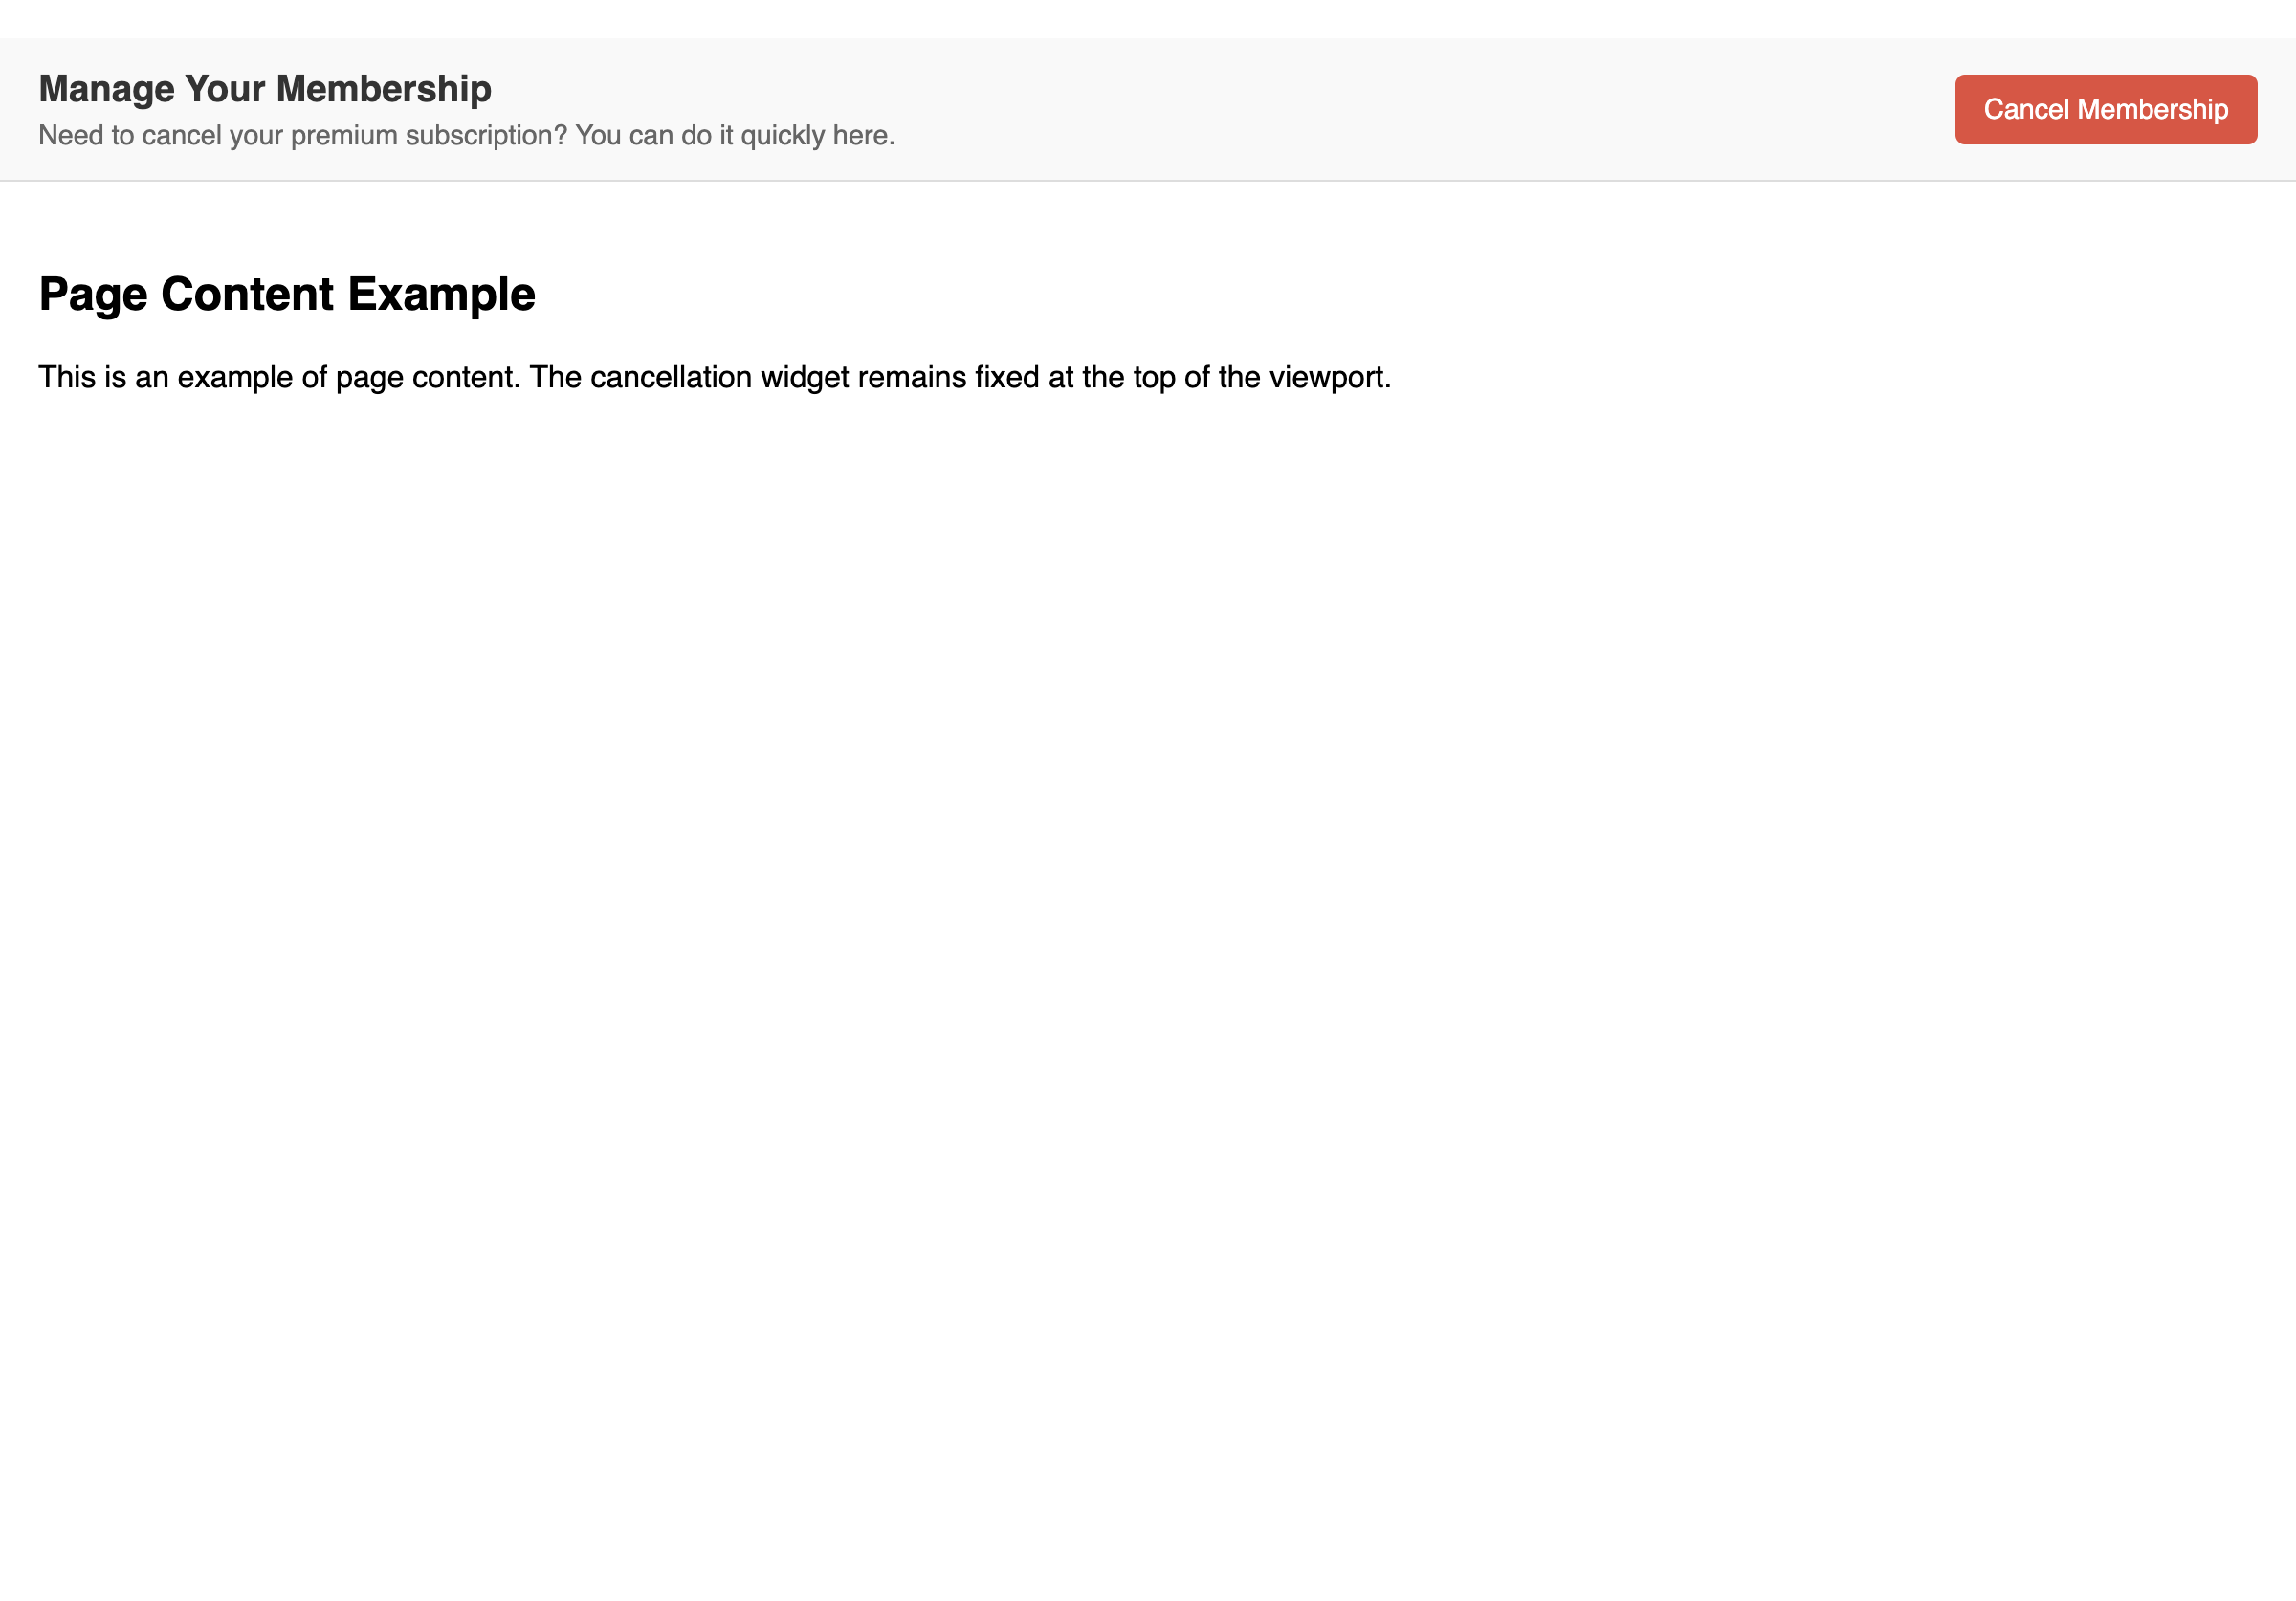 Manage Your Membership
Need to cancel your premium subscription? You can do it quickly here.
Cancel Membership
Page Content Example
This is an example of page content. The cancellation widget remains fixed at the top of the viewport.